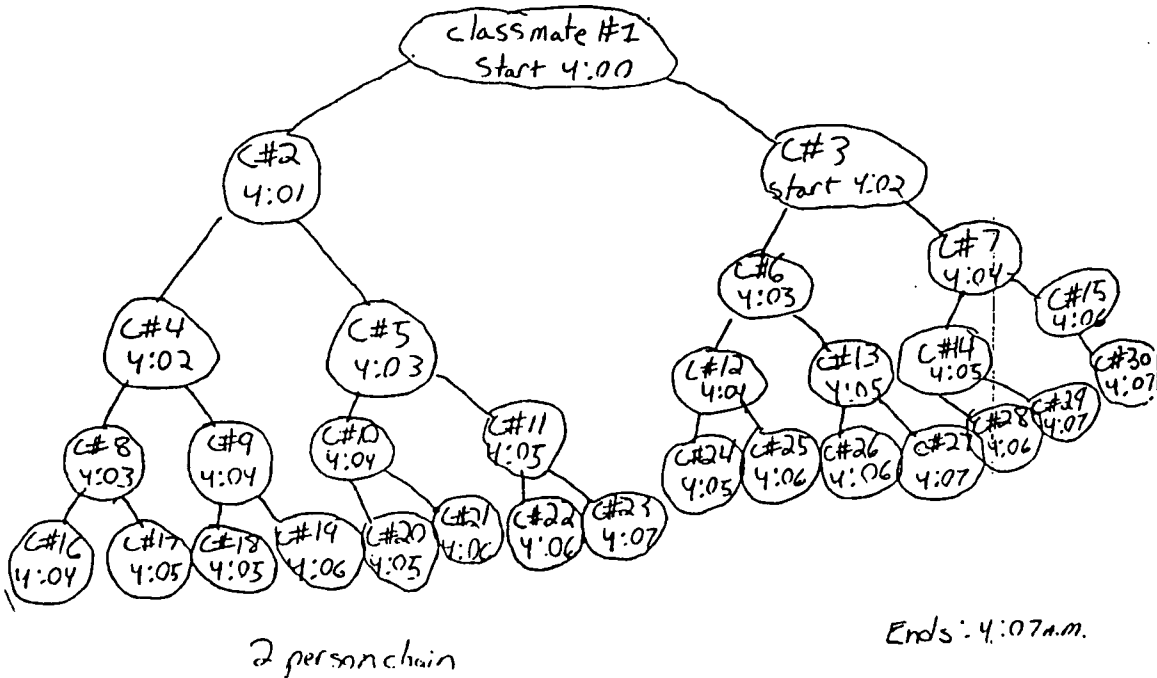 classmate #1
Start 4:00
C#2
4:01
C#3
start 4:02
C#4
4:02
C#5
4:03
C#6
4:03
C#7
4:04
C#8
4:03
C#9
4:04
C#10
4:04
C#11
4:05
C#12
4:04
C#13
4:05
C#14
4:05
C#15
4:06
C#16
4:04
C#17
4:05
C#18
4:05
C#19
4:06
C#20
4:05
C#21
4:06
C#22
4:06
C#23
4:07
C#24
4:05
C#25
4:06
C#26
4:06
C#27
4:07
C#28
4:06
C#29
4:07
C#30
4:07
2 person chain
Ends: 4:07 A.M.